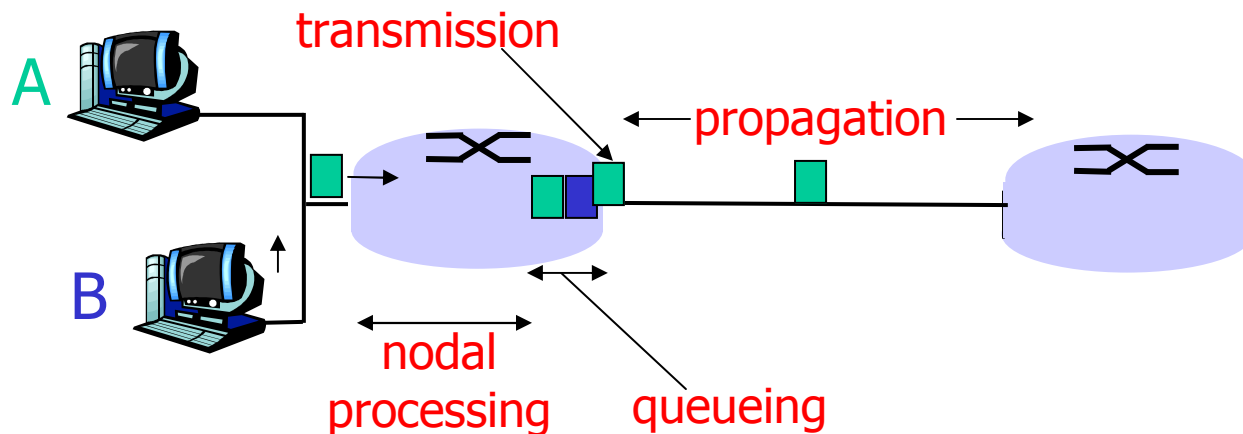 transmission
A
propagation
B
nodal
processing
queueing